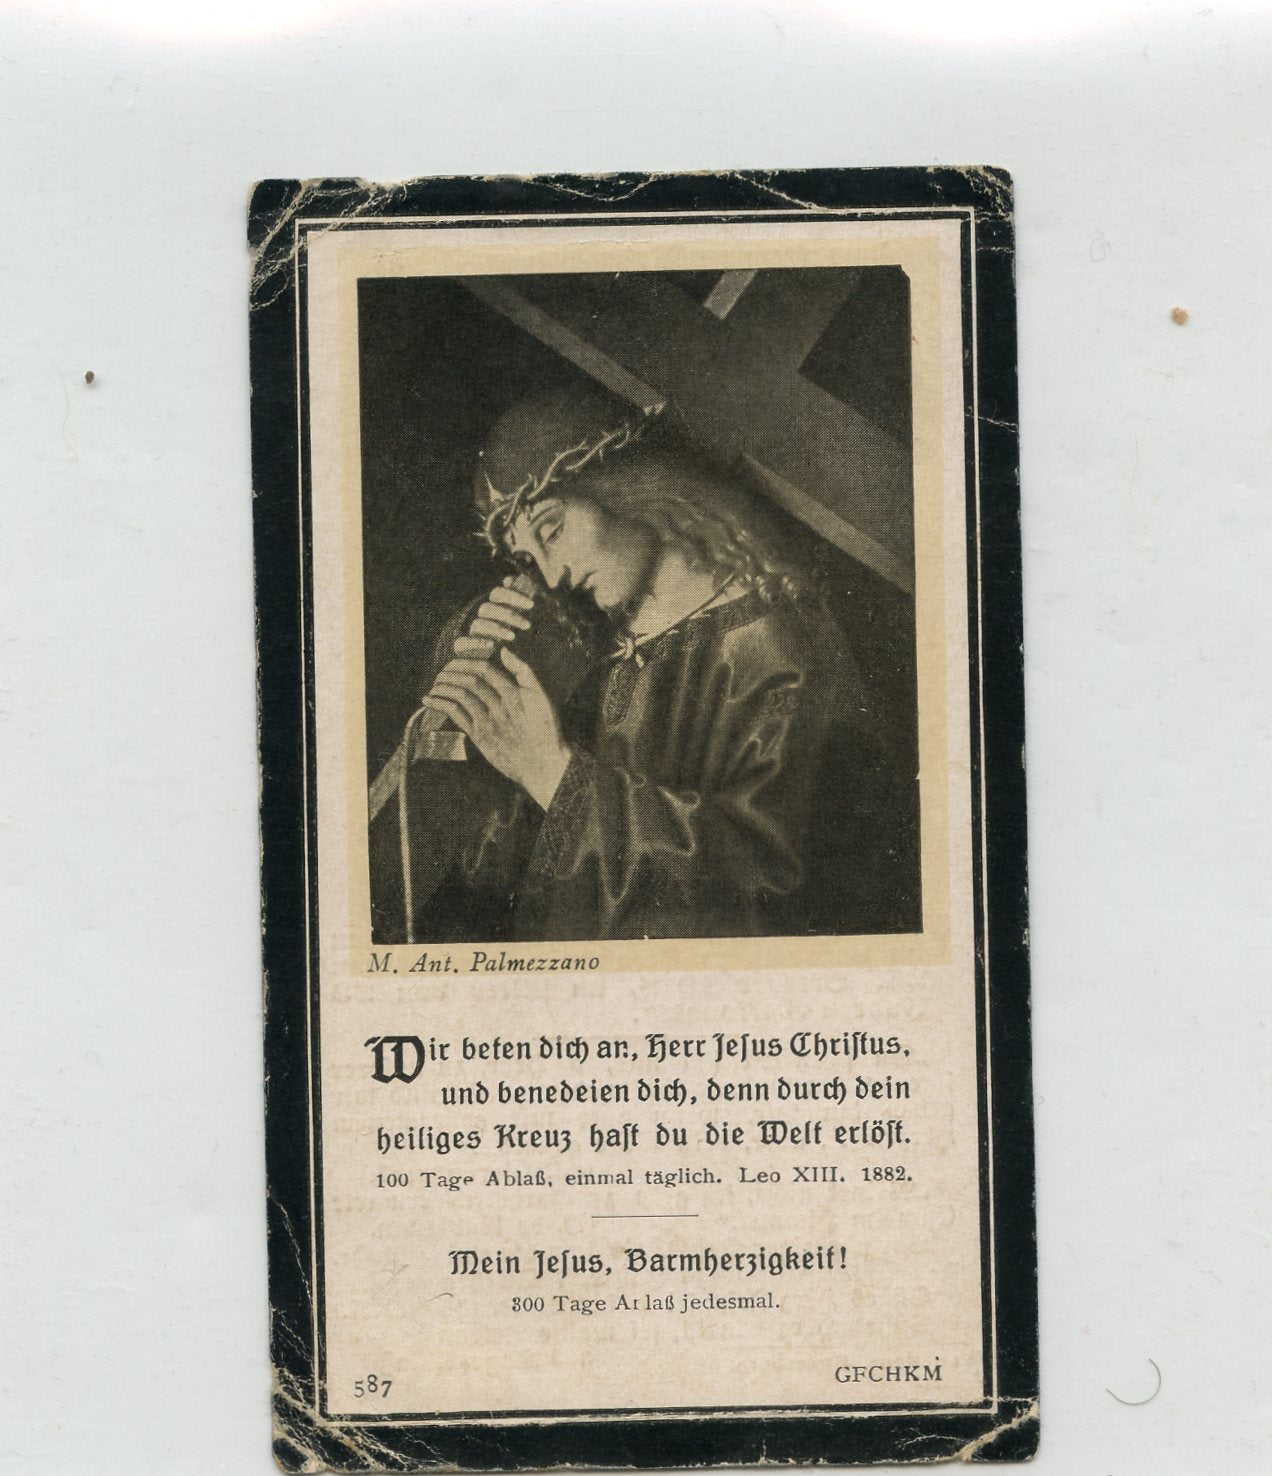 M. Ant. Palmezzano
Wir beten dich an, Herr Jesus Christus,
und benedeien dich, denn durch dein
heiliges Kreuz hast du die Welt erlöst.
100 Tage Ablaß, einmal täglich. Leo XIII. 1882.
Mein Jesus, Barmherzigkeit!
300 Tage Ablaß jedesmal.
587
GFCHKM